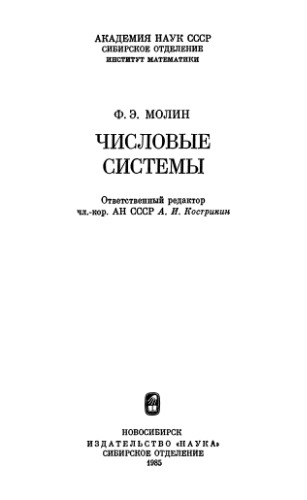 АКАДЕМИЯ НАУК СССР
СИБИРСКОЕ ОТДЕЛЕНИЕ
ИНСТИТУТ МАТЕМАТИКИ
Ф. Э. МОЛИН
ЧИСЛОВЫЕ
СИСТЕМЫ
Ответственный редактор
чл.-кор. АН СССР А. И. Кострикин
НОВОСИБИРСК
ИЗДАТЕЛЬСТВО «НАУКА»
СИБИРСКОЕ ОТДЕЛЕНИЕ
1985